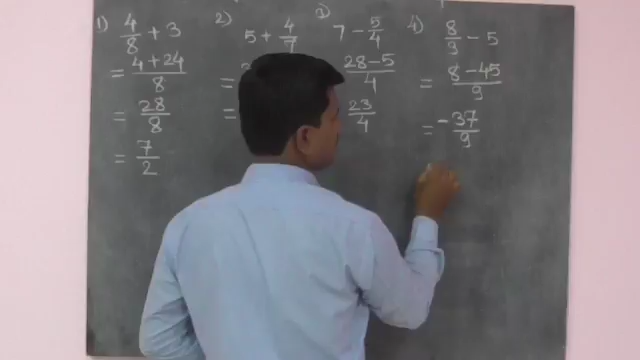 1) 4/8 + 3
= 4 + 24/8
= 28/8
= 7/2
2) 5 + 4/7
=
=
3) 7 - 5/4
28 - 5/4
23/4
4) 8/9 - 5
= 8 - 45/9
= -37/9